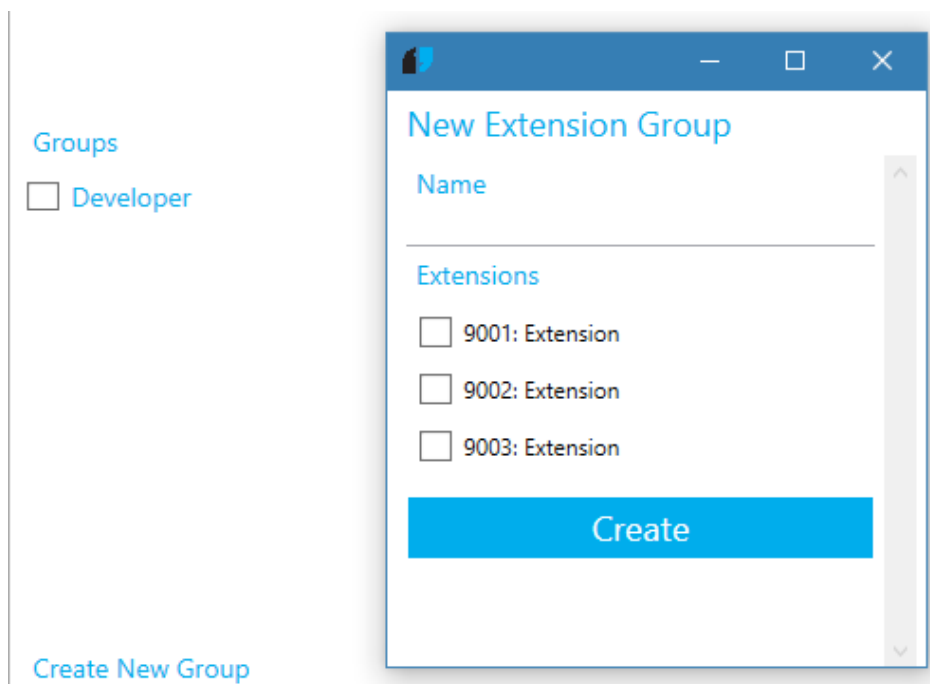 Groups
Developer
Create New Group
New Extension Group
Name
Extensions
9001: Extension
9002: Extension
9003: Extension
Create